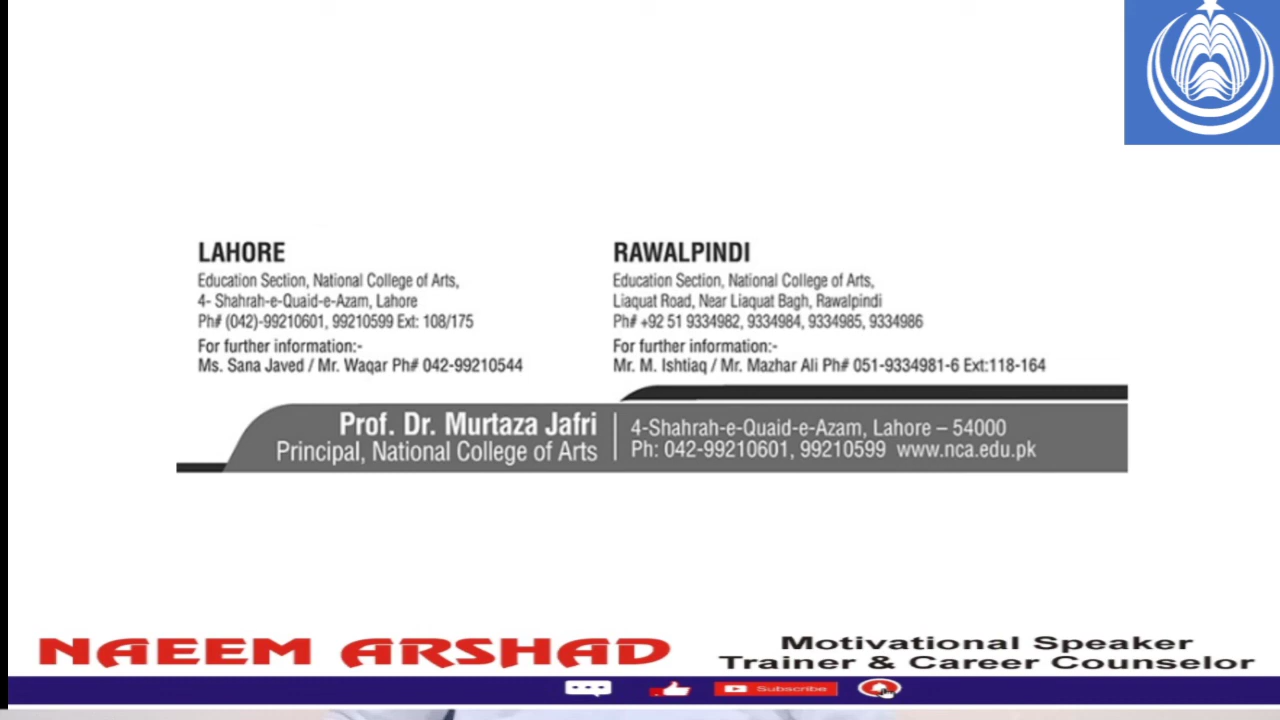 LAHORE
Education Section, National College of Arts,
4- Shahrah-e-Quaid-e-Azam, Lahore
Ph# (042)-99210601, 99210599 Ext: 108/175
For further information:-
Ms. Sana Javed / Mr. Waqar Ph# 042-99210544
RAWALPINDI
Education Section, National College of Arts,
Liaquat Road, Near Liaquat Bagh, Rawalpindi
Ph# +92 51 9334982, 9334984, 9334985, 9334986
For further information:-
Mr. M. Ishtiaq / Mr. Mazhar Ali Ph# 051-9334981-6 Ext:118-164
Prof. Dr. Murtaza Jafri
Principal, National College of Arts
4-Shahrah-e-Quaid-e-Azam, Lahore – 54000
Ph: 042-99210601, 99210599 www.nca.edu.pk
NAEEM ARSHAD
Motivational Speaker
Trainer & Career Counselor
Subscribe